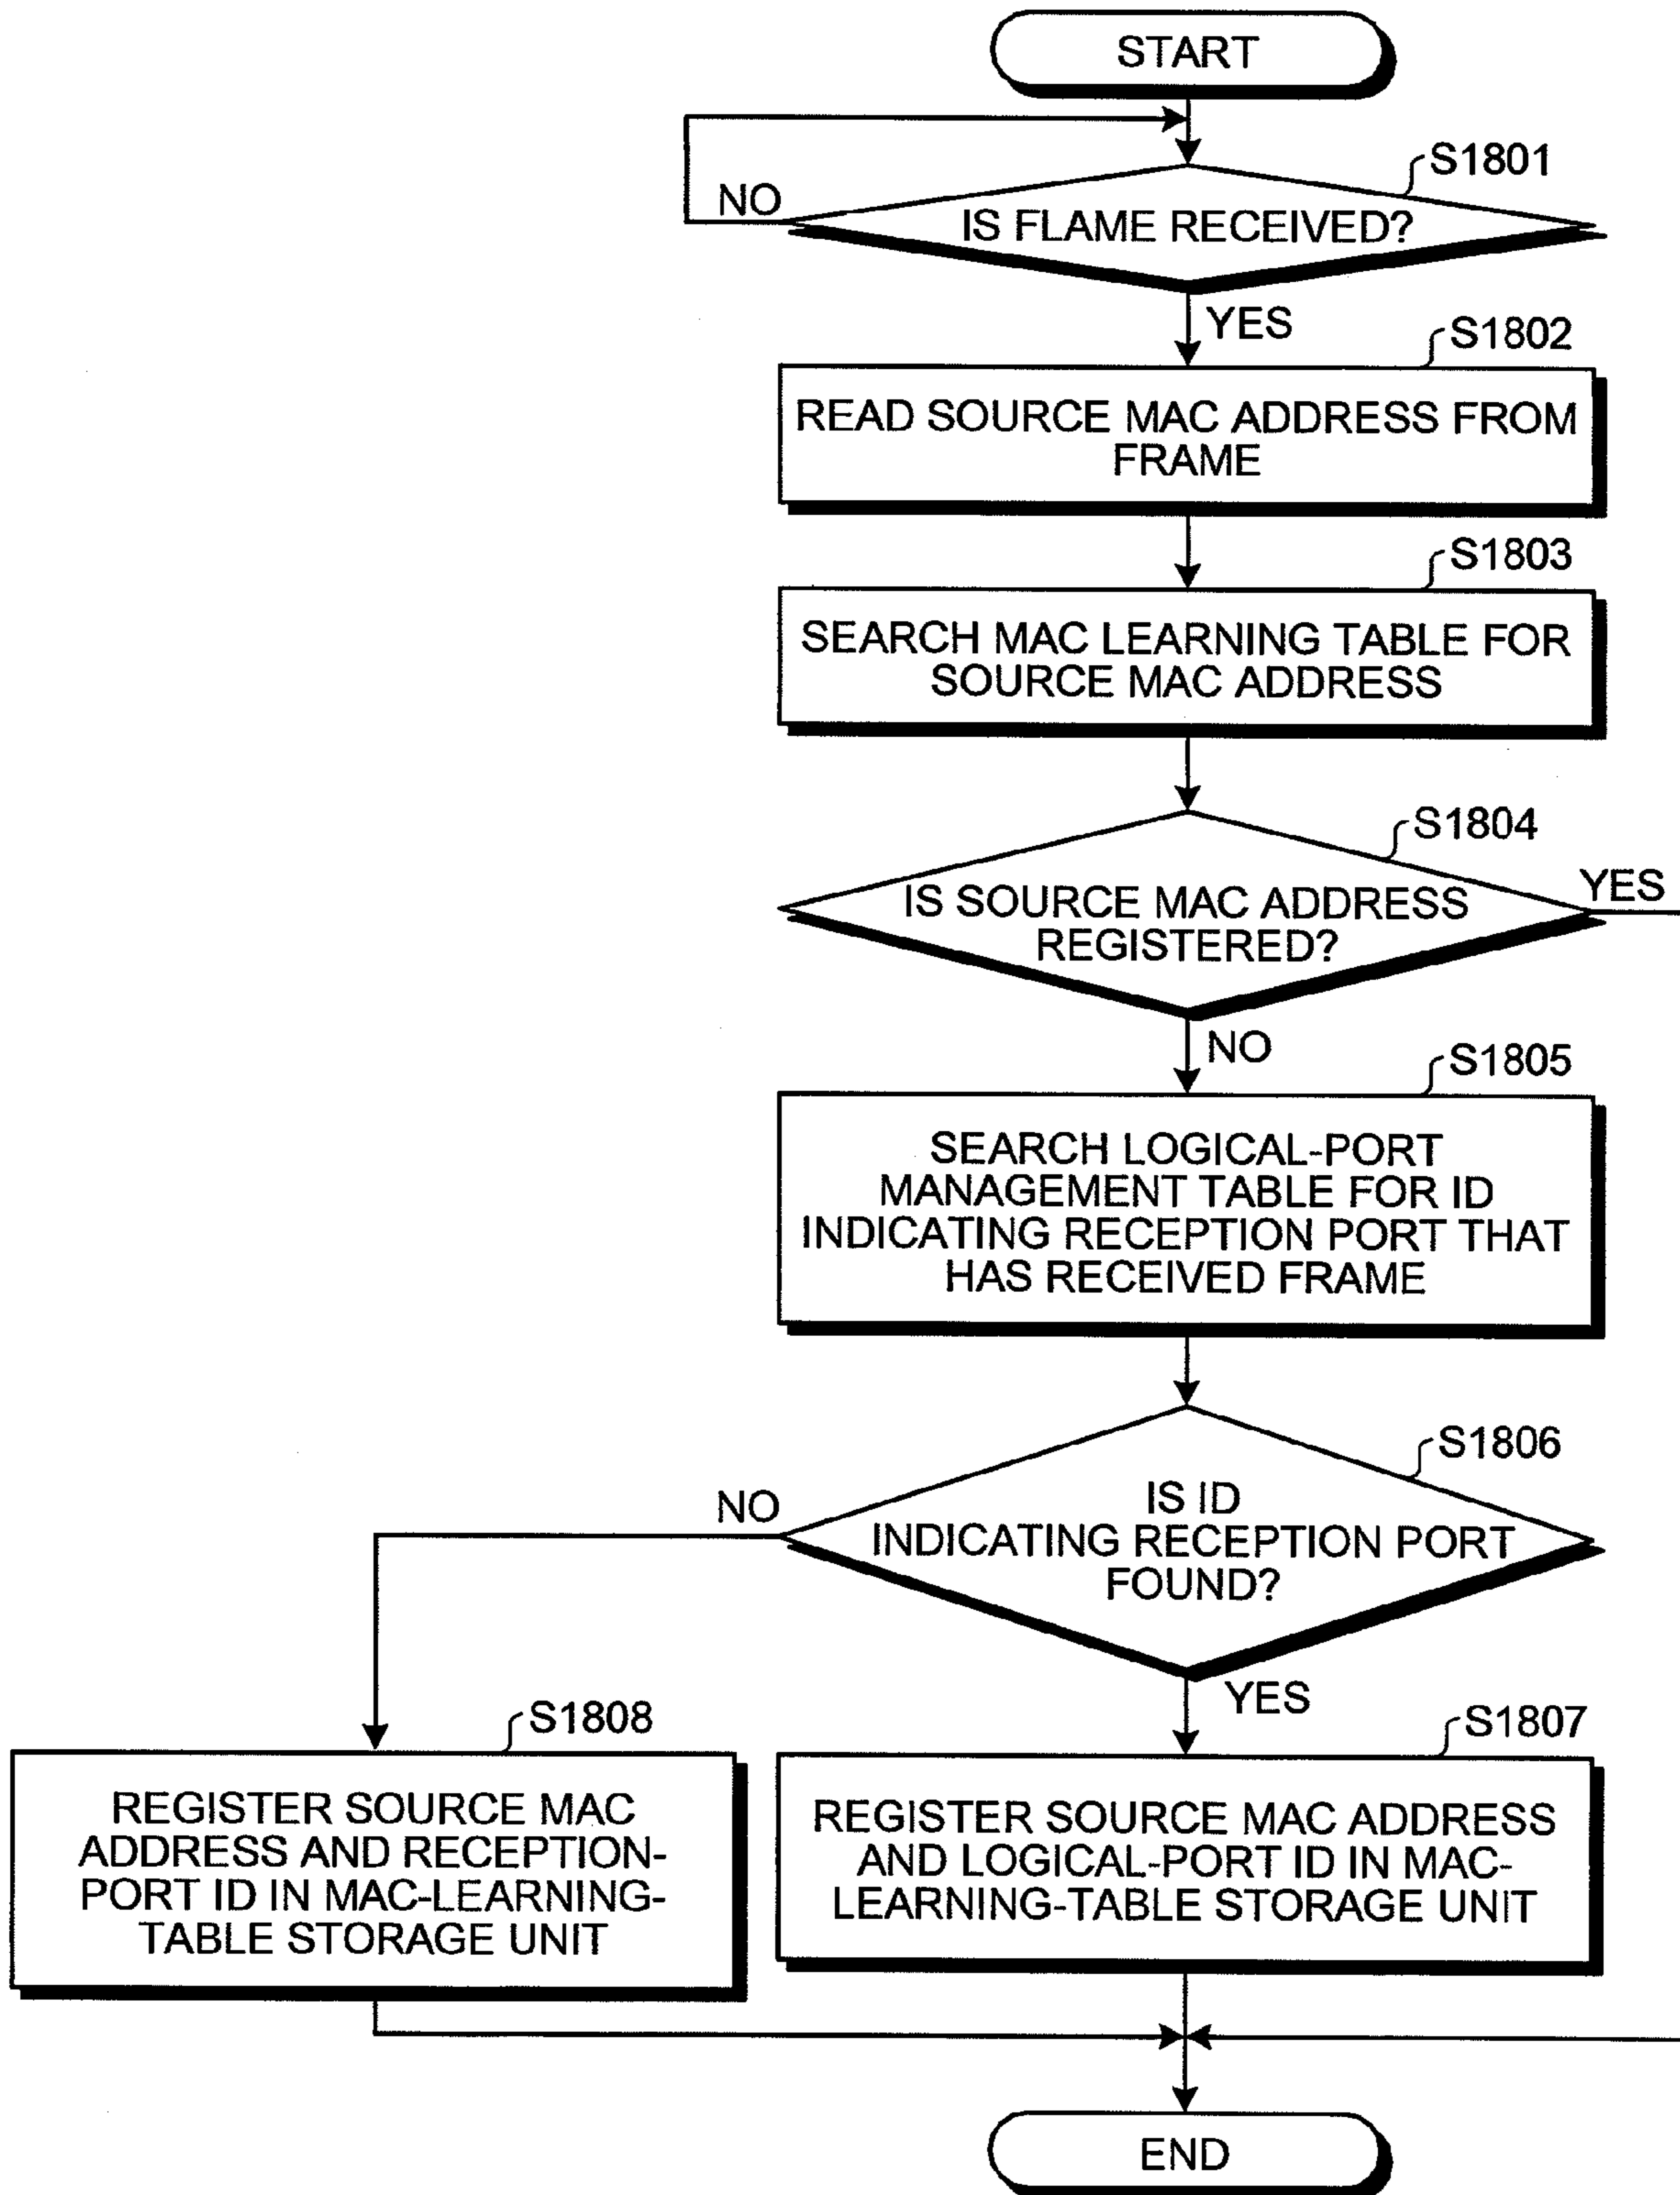 START
S1801
NO
IS FLAME RECEIVED?
YES
S1802
READ SOURCE MAC ADDRESS FROM
FRAME
S1803
SEARCH MAC LEARNING TABLE FOR
SOURCE MAC ADDRESS
S1804
YES
IS SOURCE MAC ADDRESS
REGISTERED?
NO
S1805
SEARCH LOGICAL-PORT
MANAGEMENT TABLE FOR ID
INDICATING RECEPTION PORT THAT
HAS RECEIVED FRAME
S1806
NO
IS ID
INDICATING RECEPTION PORT
FOUND?
YES
S1808
REGISTER SOURCE MAC
ADDRESS AND RECEPTION-
PORT ID IN MAC-LEARNING-
TABLE STORAGE UNIT
S1807
REGISTER SOURCE MAC ADDRESS
AND LOGICAL-PORT ID IN MAC-
LEARNING-TABLE STORAGE UNIT
END